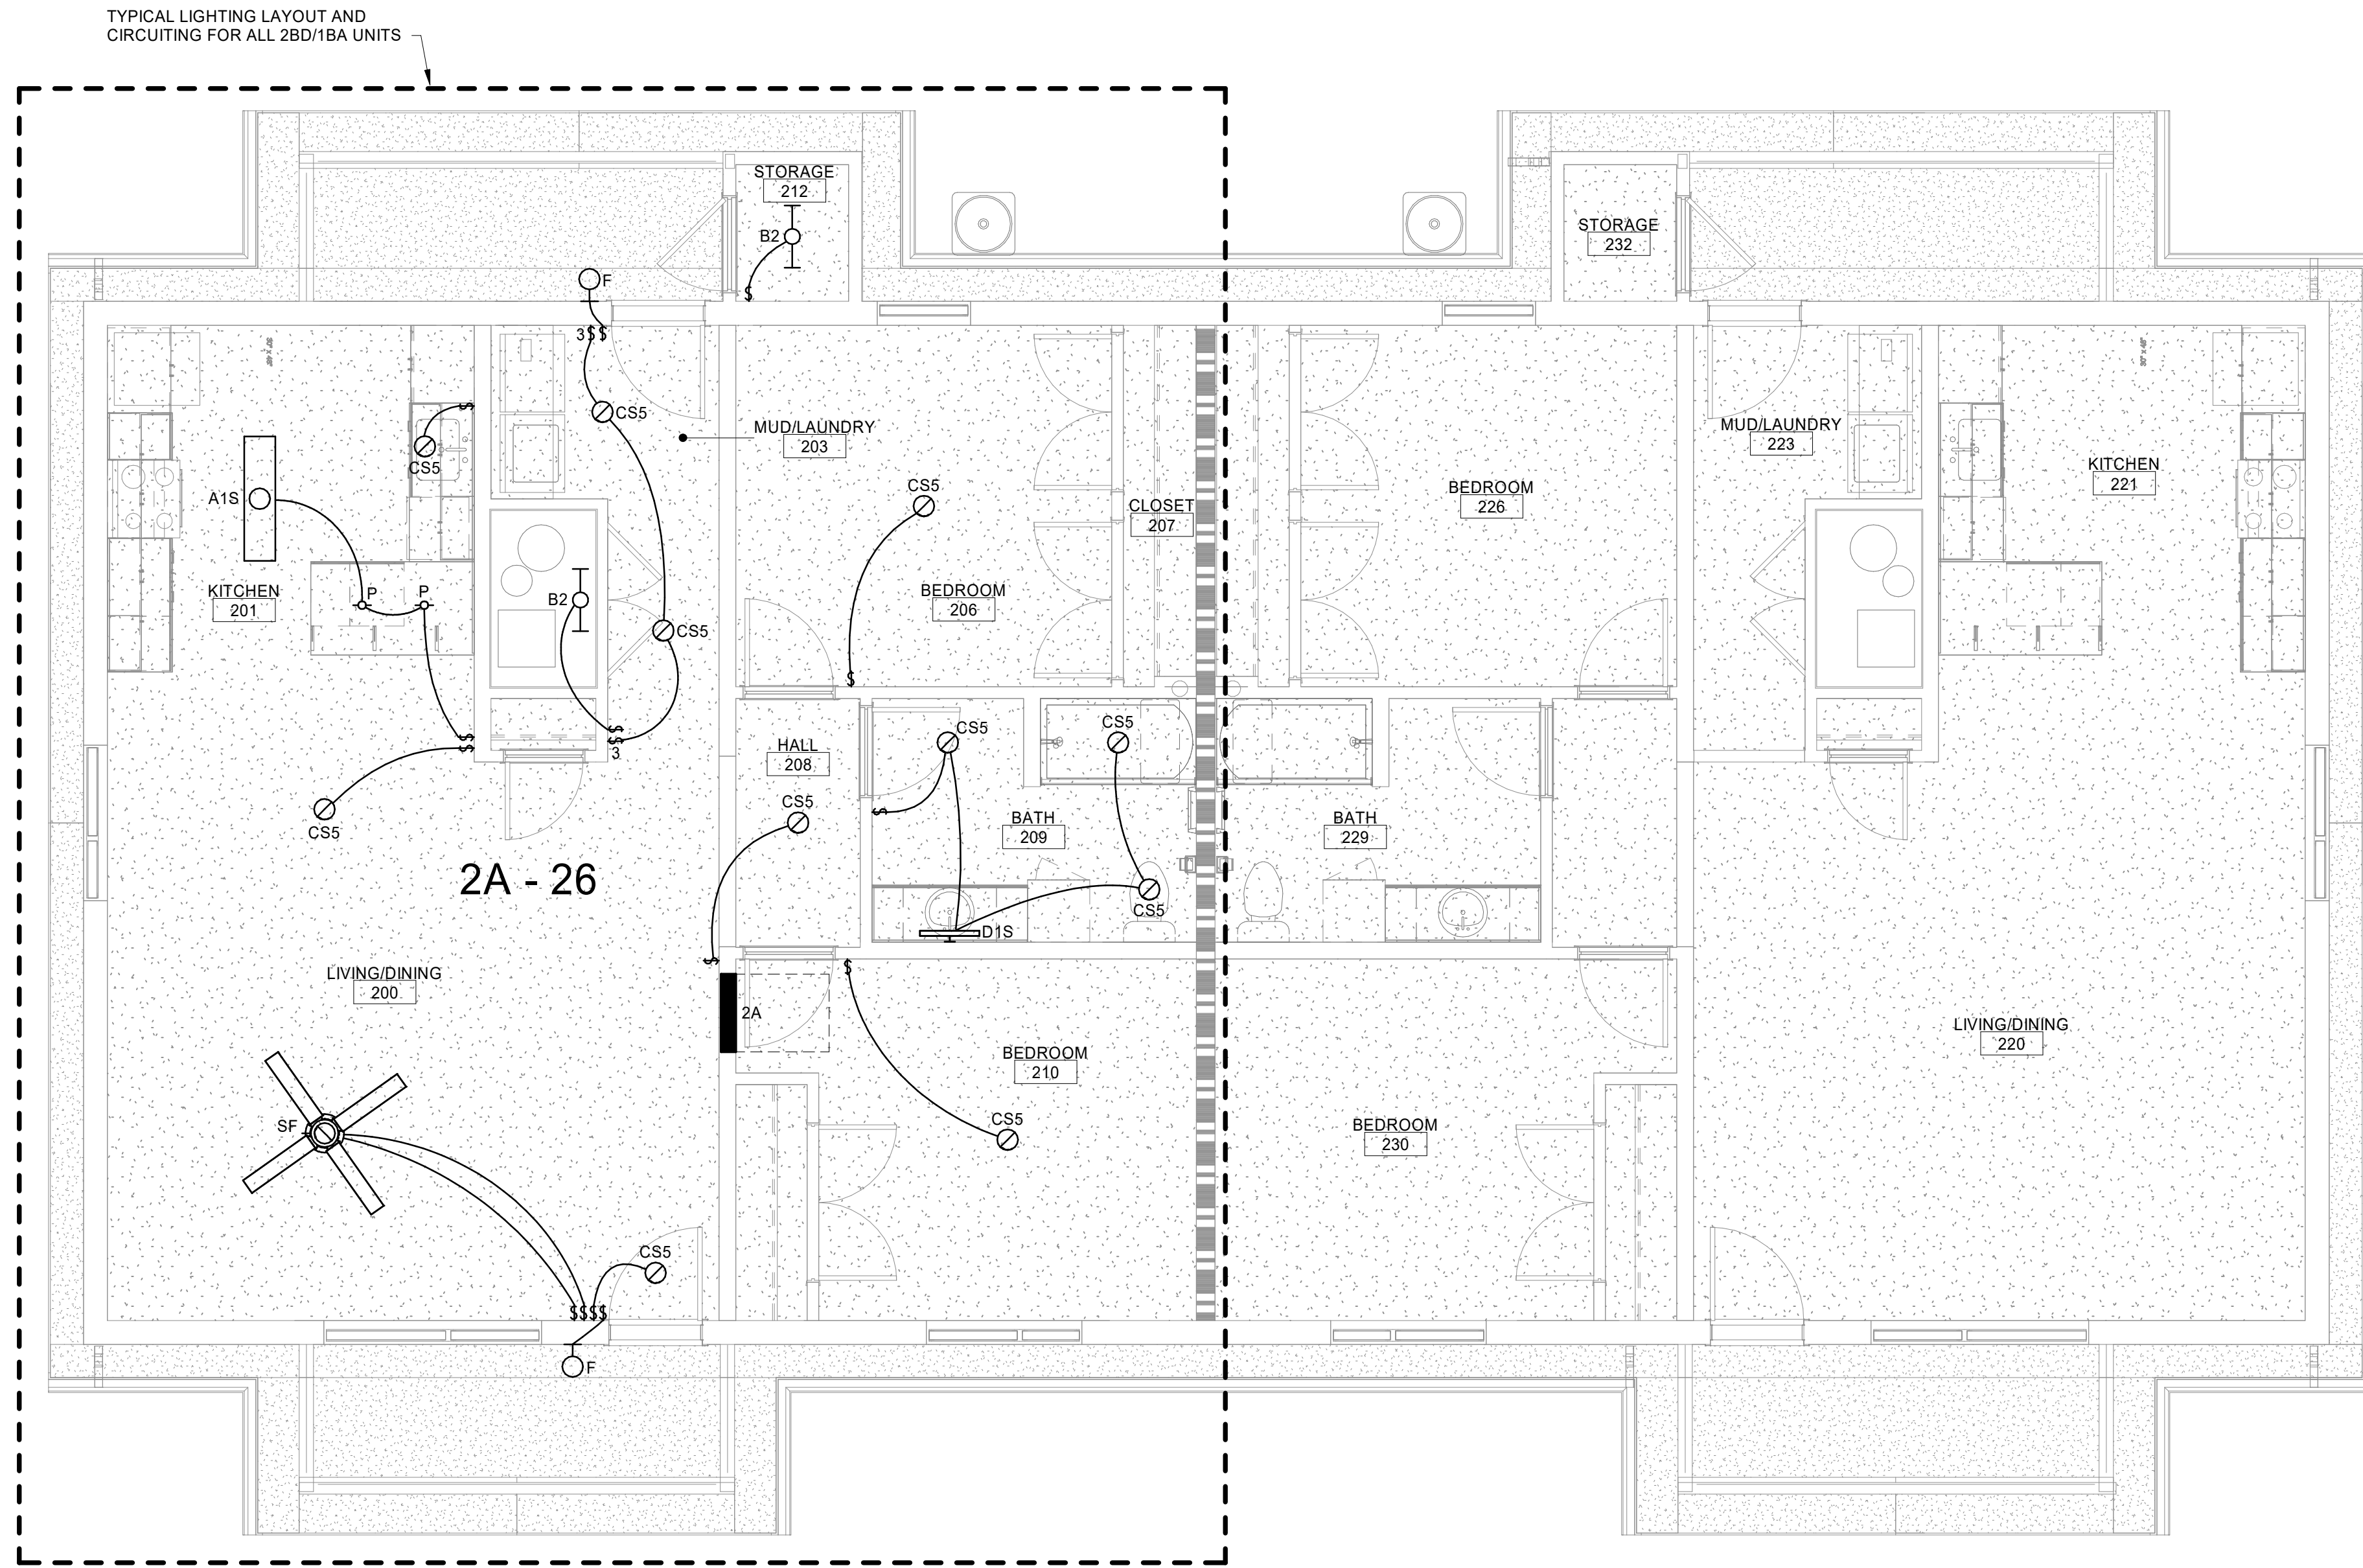 TYPICAL LIGHTING LAYOUT AND
CIRCUITING FOR ALL 2BD/1BA UNITS
STORAGE
212
B2
F
3 $ $
$
STORAGE
232
30" x 48"
CS5
CS5
MUD/LAUNDRY
203
$
A1S
CS5
CLOSET
207
BEDROOM
226
MUD/LAUNDRY
223
KITCHEN
221
KITCHEN
201
P
P
B2
CS5
BEDROOM
206
$
$
$
$
$
3
CS5
CS5
CS5
HALL
208
CS5
$
BATH
209
BATH
229
2A - 26
CS5
D1S
$
$
LIVING/DINING
200
2A
BEDROOM
210
LIVING/DINING
220
SF
CS5
BEDROOM
230
CS5
$ $ $ $
F